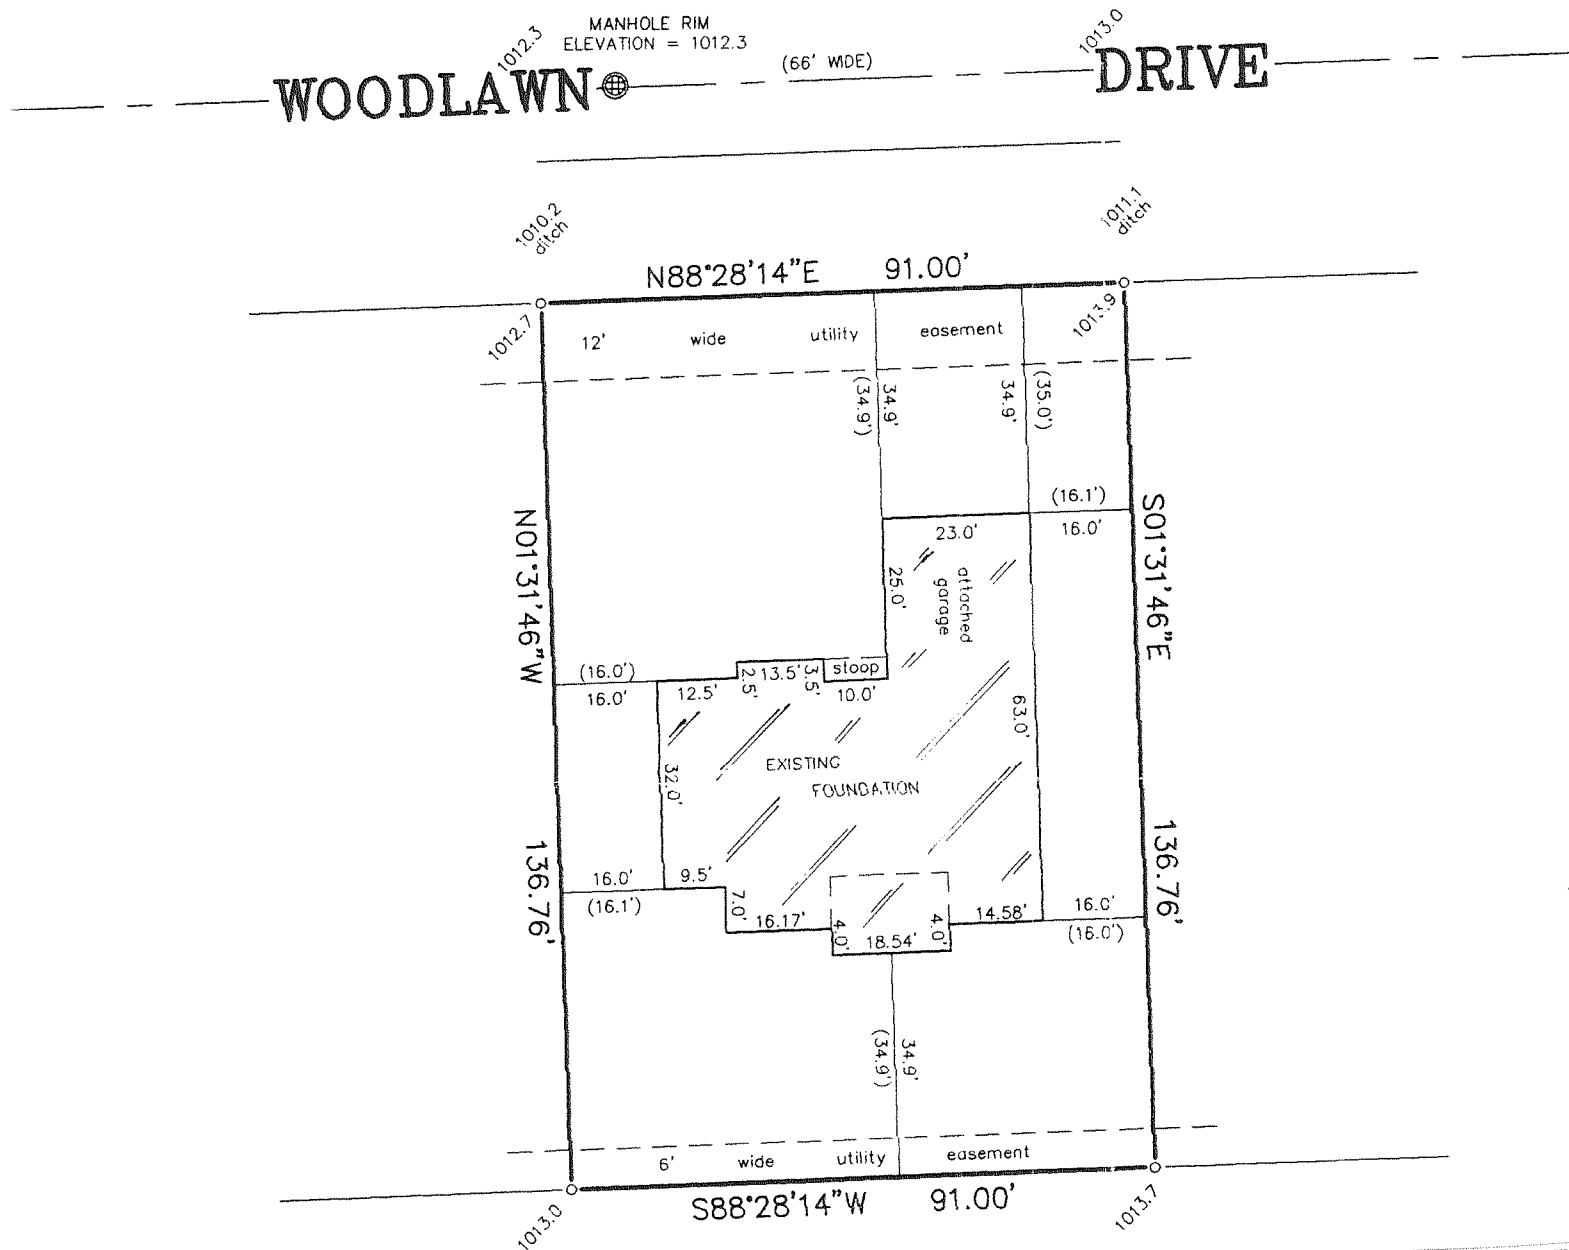 MANHOLE RIM
ELEVATION = 1012.3
1012.3
1013.0
(66' WIDE)
WOODLAWN DRIVE
1010.2
ditch
1011.1
ditch
N88°28'14"E 91.00'
1012.7
1013.9
12' wide utility easement
(34.9')
34.9'
34.9'
(35.0')
(16.1')
16.0'
23.0'
25.0'
attached
garage
N01°31'46"W
S01°31'46"E
(16.0')
16.0'
12.5'
2.5'
13.5'
3.5'
stoop
10.0'
63.0'
32.0'
EXISTING
FOUNDATION
136.76'
136.76'
16.0'
(16.1')
9.5'
7.0'
16.17'
4.0'
18.54'
4.0'
14.58'
16.0'
(16.0')
(34.9')
34.9'
6' wide utility easement
S88°28'14"W 91.00'
1013.0
1013.7